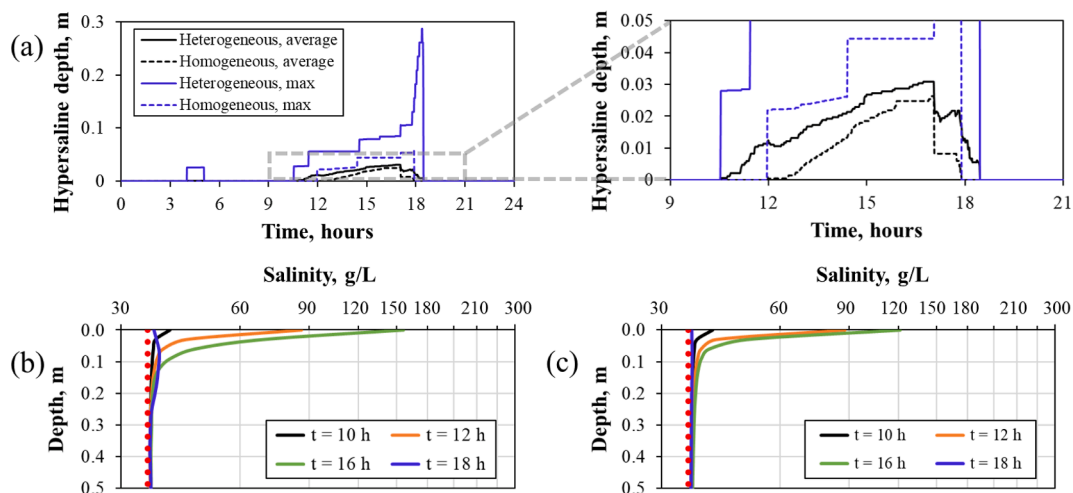 (a)
Hypersaline depth, m
0.3
0.2
0.1
0
Heterogeneous, average
Homogeneous, average
Heterogeneous, max
Homogeneous, max
0 3 6 9 12 15 18 21 24
Time, hours
Hypersaline depth, m
0.05
0.04
0.03
0.02
0.01
0.00
9 12 15 18 21
Time, hours
(b)
Salinity, g/L
30 60 90 120 150 180 210 300
Depth, m
0.0
0.1
0.2
0.3
0.4
0.5
t = 10 h t = 12 h
t = 16 h t = 18 h
(c)
Salinity, g/L
30 60 90 120 150 180 210 300
Depth, m
0.0
0.1
0.2
0.3
0.4
0.5
t = 10 h t = 12 h
t = 16 h t = 18 h